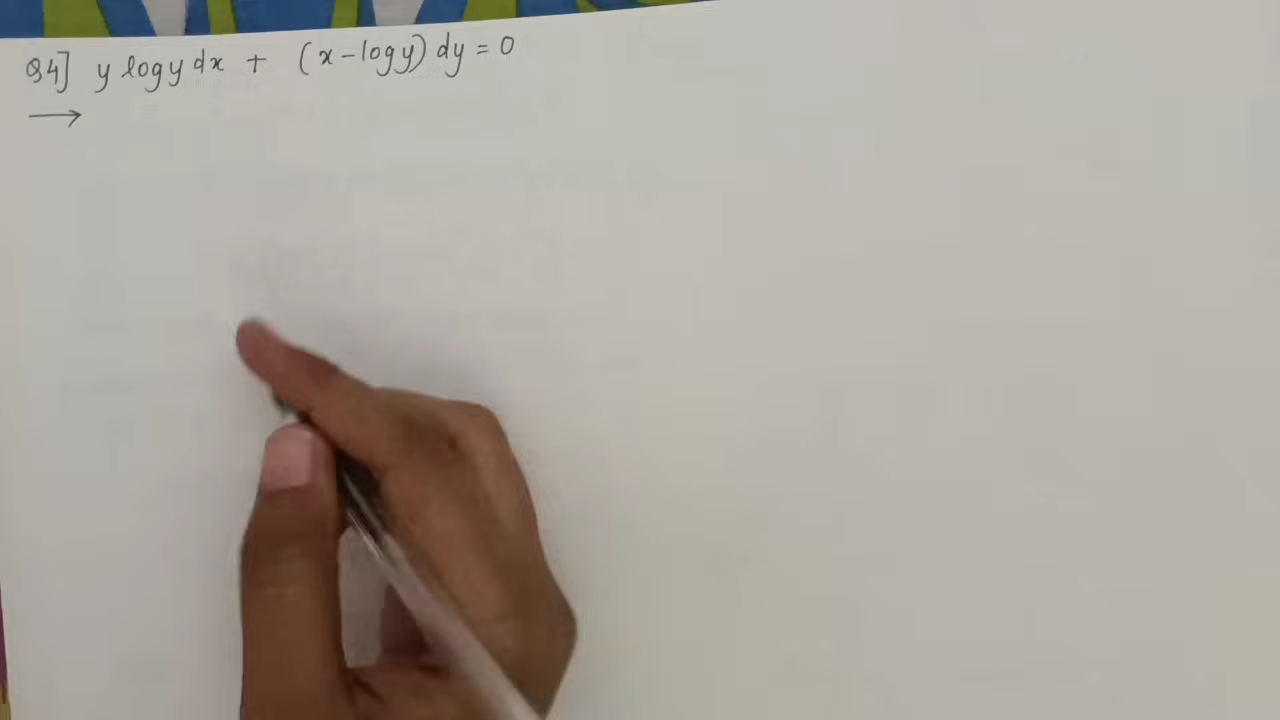 Q4] y log y dx + (x - log y) dy = 0
→